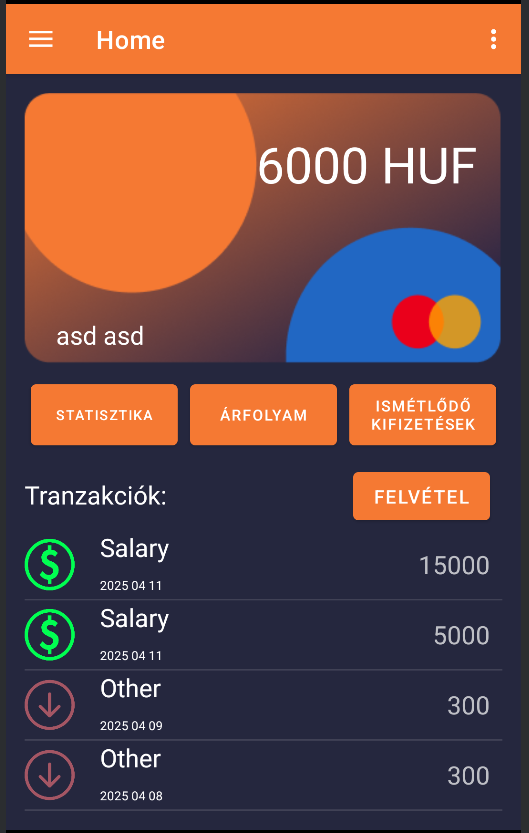 Home
6000 HUF
asd asd
STATISZTIKA
ÁRFOLYAM
ISMÉTLŐDŐ
KIFIZETÉSEK
Tranzakciók:
FELVÉTEL
Salary
15000
2025 04 11
Salary
5000
2025 04 11
Other
300
2025 04 09
Other
300
2025 04 08